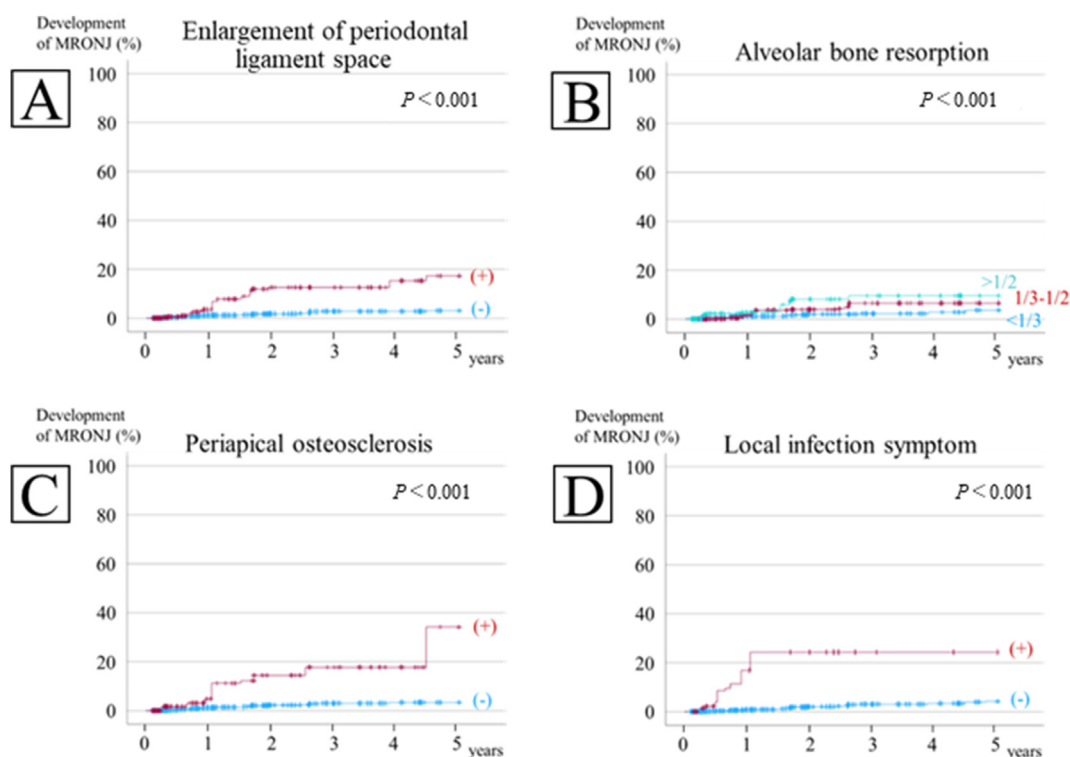 Development
of MRONJ (%)
Enlargement of periodontal
ligament space
A
P < 0.001
100
80
60
40
20
0
(+)
(-)
0 1 2 3 4 5 years
Development
of MRONJ (%)
Alveolar bone resorption
B
P < 0.001
100
80
60
40
20
0
>1/2
1/3-1/2
<1/3
0 1 2 3 4 5 years
Development
of MRONJ (%)
Periapical osteosclerosis
C
P < 0.001
100
80
60
40
20
0
(+)
(-)
0 1 2 3 4 5 years
Development
of MRONJ (%)
Local infection symptom
D
P < 0.001
100
80
60
40
20
0
(+)
(-)
0 1 2 3 4 5 years